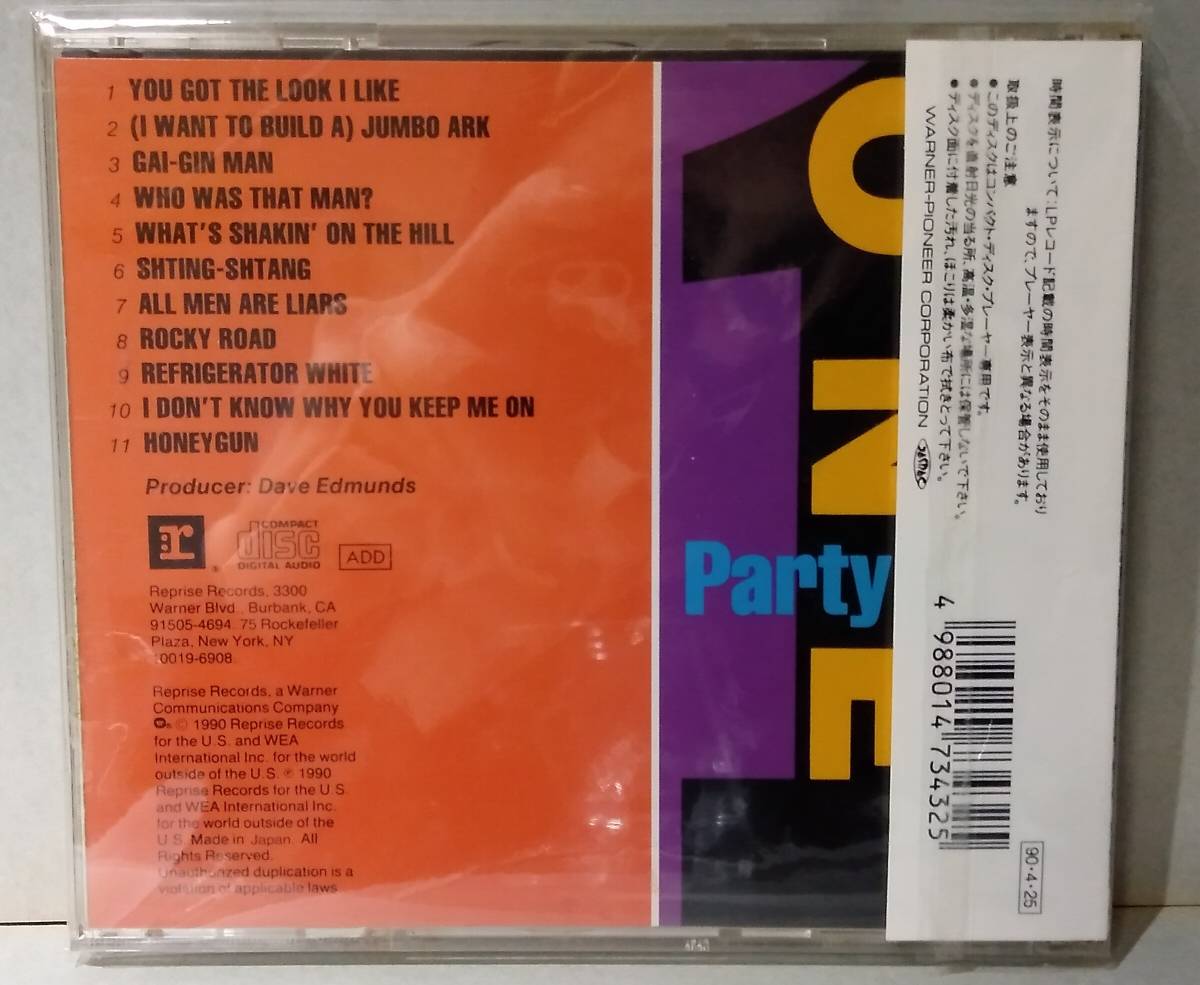 1 YOU GOT THE LOOK I LIKE
2 (I WANT TO BUILD A) JUMBO ARK
3 GAI-GIN MAN
4 WHO WAS THAT MAN?
5 WHAT'S SHAKIN' ON THE HILL
6 SHTING-SHTANG
7 ALL MEN ARE LIARS
8 ROCKY ROAD
9 REFRIGERATOR WHITE
10 I DON'T KNOW WHY YOU KEEP ME ON
11 HONEYGUN
Producer: Dave Edmunds
r
COMPACT
disc
DIGITAL AUDIO
ADD
Reprise Records, 3300
Warner Blvd., Burbank, CA
91505-4694. 75 Rockefeller
Plaza, New York, NY
10019-6908.
Reprise Records, a Warner
Communications Company
© 1990 Reprise Records
for the U.S. and WEA
International Inc. for the world
outside of the U.S. ℗ 1990
Reprise Records for the U.S.
and WEA International Inc.
for the world outside of the
U.S. Made in Japan. All
Rights Reserved.
Unauthorized duplication is a
violation of applicable laws
ONE
Party
時間表示について:LPレコード記載の時間表示をそのまま使用しており
ますので、プレーヤー表示と異なる場合があります。
取扱上のご注意
●このディスクはコンパクト・ディスク・プレーヤー専用です。
●ディスクを直射日光の当る所、高温・多湿な場所には保管しないで下さい。
●ディスク面に付着した汚れ、ほこりは柔かい布で拭きとって下さい。
WARNER-PIONEER CORPORATION
JASRAC
4 988014 734325
90・4・25